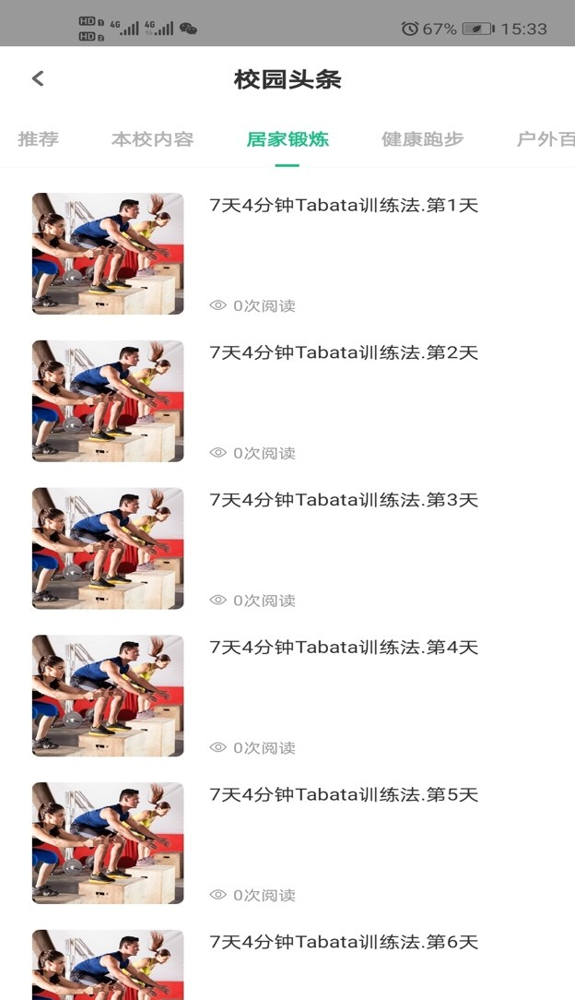 HD 1 4G 4G 67% 15:33
HD 2
校园头条
推荐 本校内容 居家锻炼 健康跑步 户外百
7天4分钟Tabata训练法.第1天
0次阅读
7天4分钟Tabata训练法.第2天
0次阅读
7天4分钟Tabata训练法.第3天
0次阅读
7天4分钟Tabata训练法.第4天
0次阅读
7天4分钟Tabata训练法.第5天
0次阅读
7天4分钟Tabata训练法.第6天